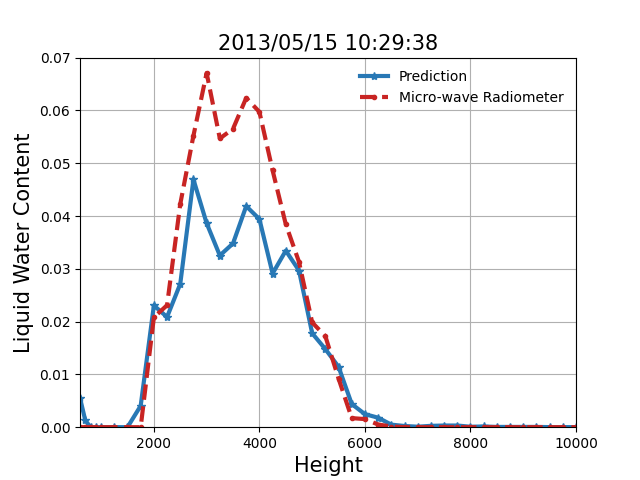 2013/05/15 10:29:38
Prediction
Micro-wave Radiometer
0.07
0.06
0.05
0.04
0.03
0.02
0.01
0.00
Liquid Water Content
2000 4000 6000 8000 10000
Height